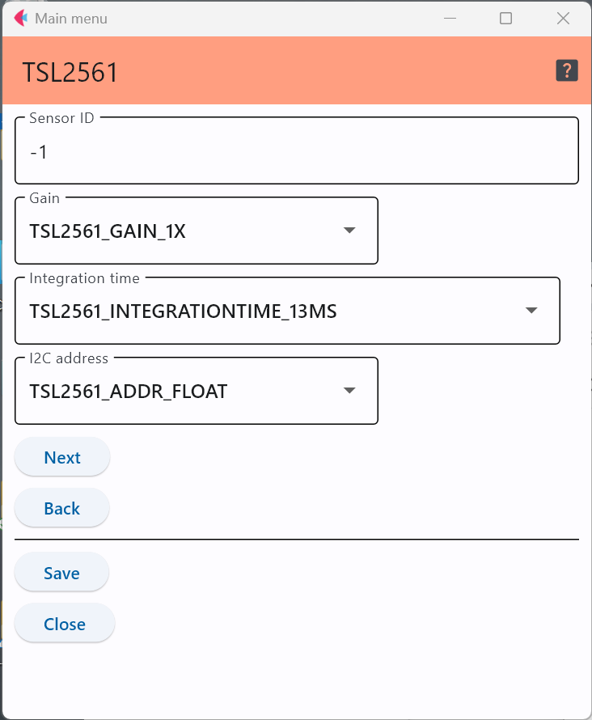 Main menu
TSL2561
?
Sensor ID
-1
Gain
TSL2561_GAIN_1X
Integration time
TSL2561_INTEGRATIONTIME_13MS
I2C address
TSL2561_ADDR_FLOAT
Next
Back
Save
Close